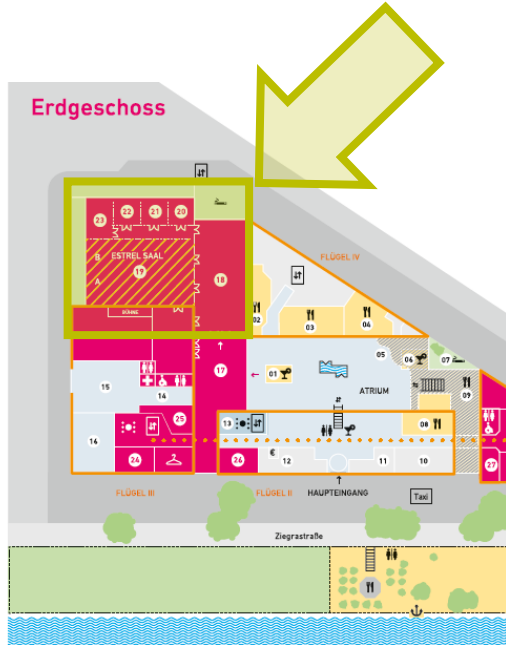 Erdgeschoss
23
22
21
20
B
ESTREL SAAL
19
A
18
FLÜGEL IV
BÜHNE
02
03
04
17
01
05
06
07
ATRIUM
09
15
14
16
25
13
08
24
26
€
12
11
10
27
FLÜGEL III
FLÜGEL II
HAUPTEINGANG
Taxi
Ziegrastraße